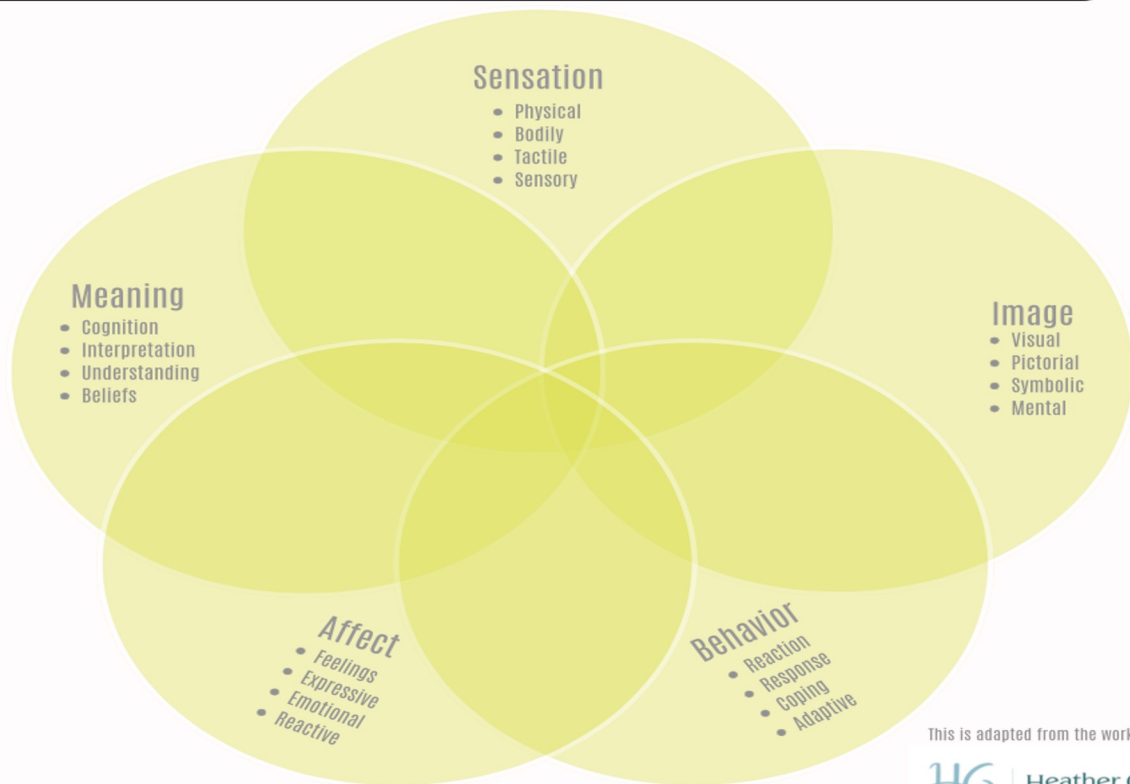 Sensation
• Physical
• Bodily
• Tactile
• Sensory
Meaning
• Cognition
• Interpretation
• Understanding
• Beliefs
Image
• Visual
• Pictorial
• Symbolic
• Mental
Affect
• Feelings
• Expressive
• Emotional
• Reactive
Behavior
• Reaction
• Response
• Coping
• Adaptive
This is adapted from the work
Heather